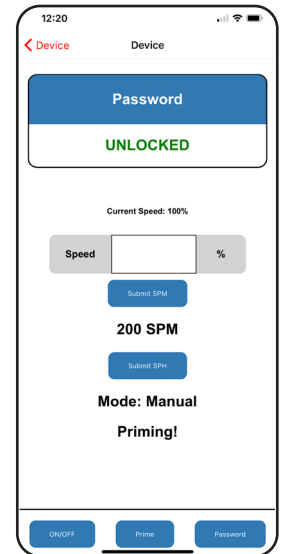 12:20
Device
Device
Password
UNLOCKED
Current Speed: 100%
Speed %
Submit SPM
200 SPM
Submit SPH
Mode: Manual
Priming!
ON/OFF Prime Password